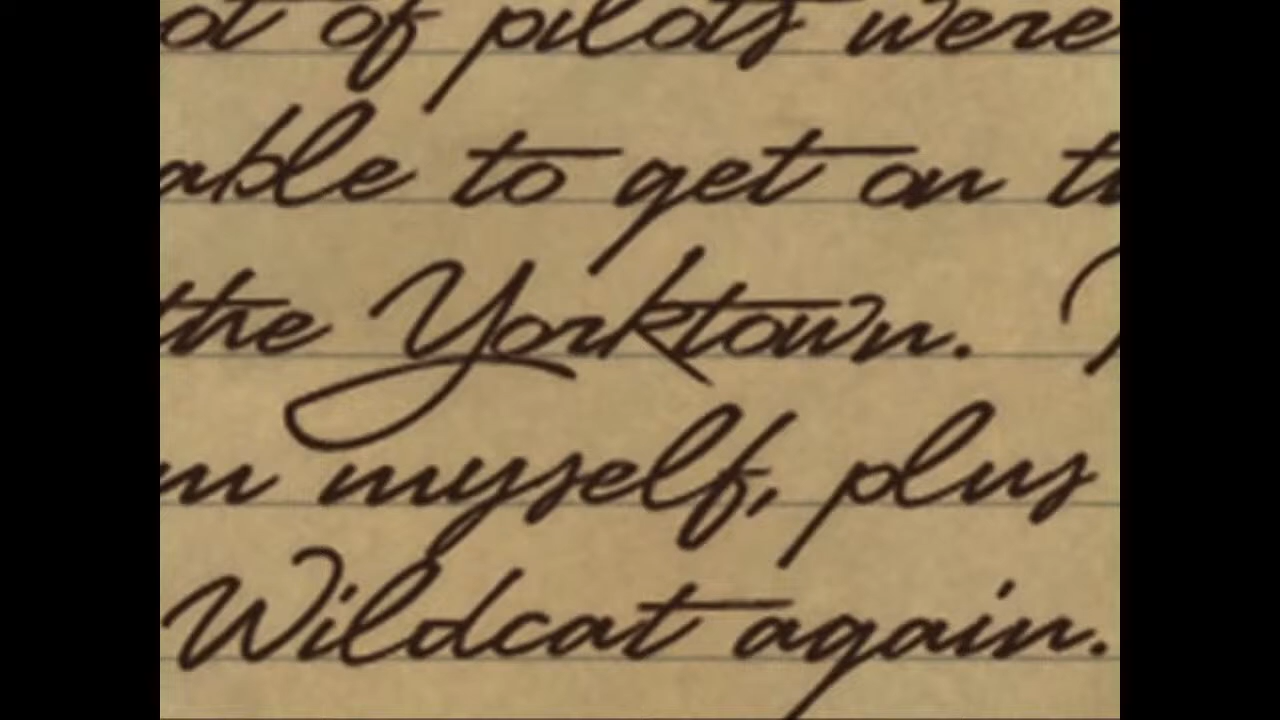 of pilots were
able to get on
the Yorktown.
myself, plus
Wildcat again.